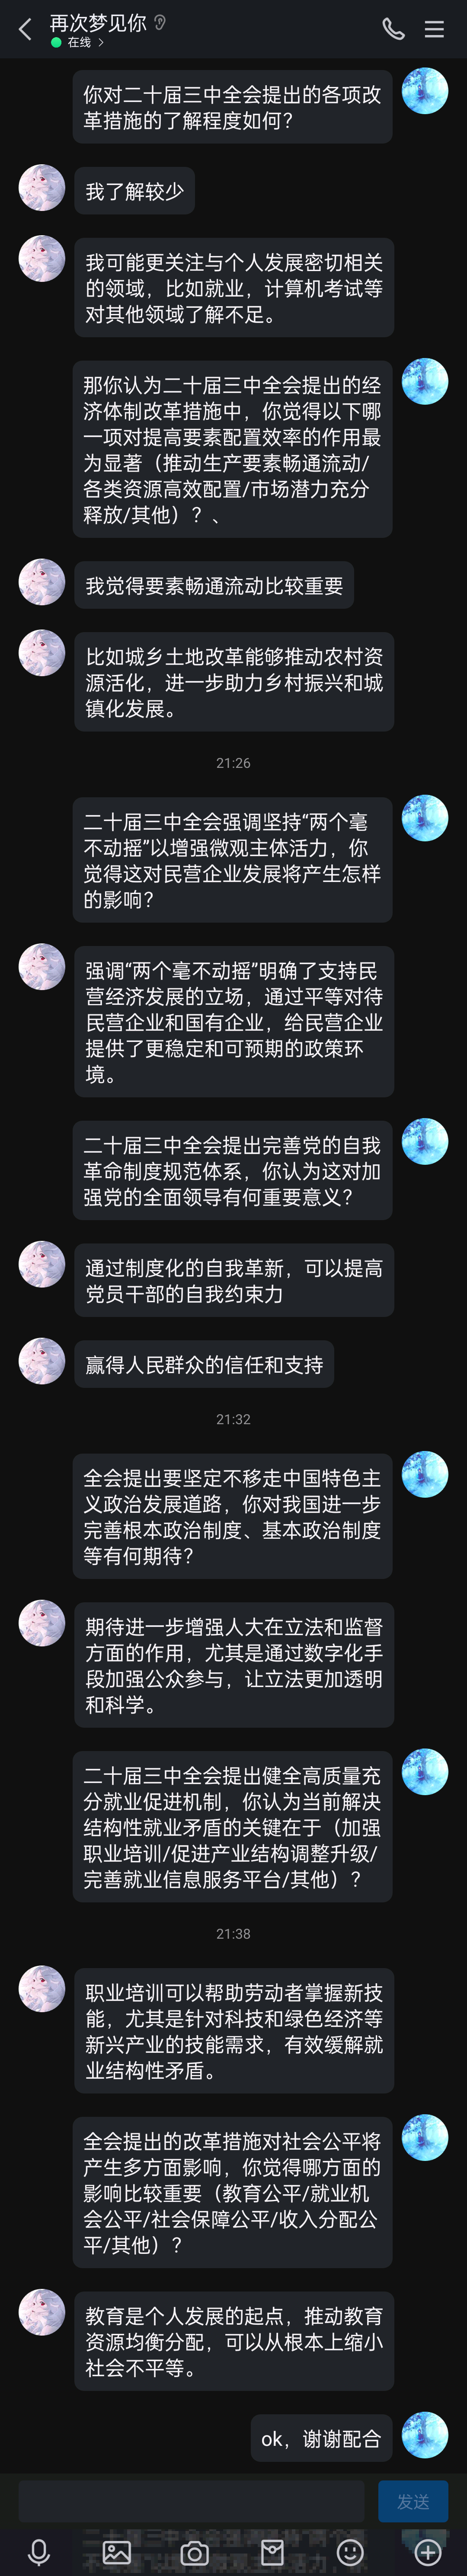 再次梦见你
在线
你对二十届三中全会提出的各项改
革措施的了解程度如何？
我了解较少
我可能更关注与个人发展密切相关
的领域，比如就业，计算机考试等
对其他领域了解不足。
那你认为二十届三中全会提出的经
济体制改革措施中，你觉得以下哪
一项对提高要素配置效率的作用最
为显著（推动生产要素畅通流动/
各类资源高效配置/市场潜力充分
释放/其他）？、
我觉得要素畅通流动比较重要
比如城乡土地改革能够推动农村资
源活化，进一步助力乡村振兴和城
镇化发展。
21:26
二十届三中全会强调坚持“两个毫
不动摇”以增强微观主体活力，你
觉得这对民营企业发展将产生怎样
的影响？
强调“两个毫不动摇”明确了支持民
营经济发展的立场，通过平等对待
民营企业和国有企业，给民营企业
提供了更稳定和可预期的政策环
境。
二十届三中全会提出完善党的自我
革命制度规范体系，你认为这对加
强党的全面领导有何重要意义？
通过制度化的自我革新，可以提高
党员干部的自我约束力
赢得人民群众的信任和支持
21:32
全会提出要坚定不移走中国特色主
义政治发展道路，你对我国进一步
完善根本政治制度、基本政治制度
等有何期待？
期待进一步增强人大在立法和监督
方面的作用，尤其是通过数字化手
段加强公众参与，让立法更加透明
和科学。
二十届三中全会提出健全高质量充
分就业促进机制，你认为当前解决
结构性就业矛盾的关键在于（加强
职业培训/促进产业结构调整升级/
完善就业信息服务平台/其他）？
21:38
职业培训可以帮助劳动者掌握新技
能，尤其是针对科技和绿色经济等
新兴产业的技能需求，有效缓解就
业结构性矛盾。
全会提出的改革措施对社会公平将
产生多方面影响，你觉得哪方面的
影响比较重要（教育公平/就业机
会公平/社会保障公平/收入分配公
平/其他）？
教育是个人发展的起点，推动教育
资源均衡分配，可以从根本上缩小
社会不平等。
ok，谢谢配合
发送